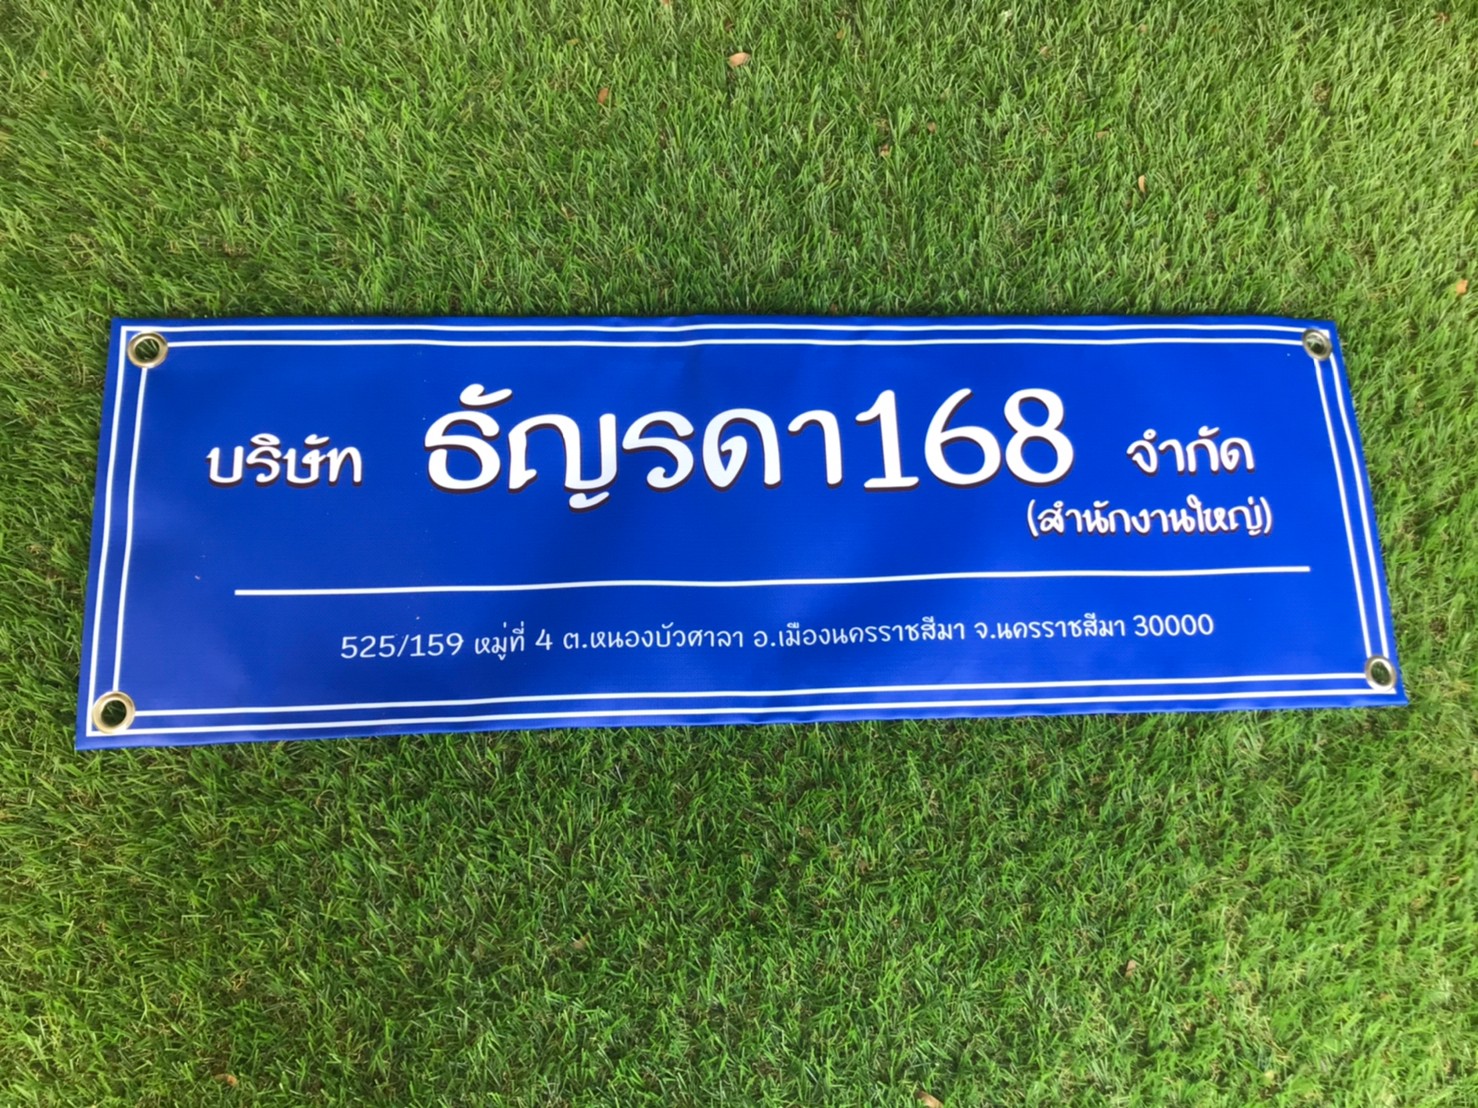 บริษัท ธัญรดา168 จำกัด
(สำนักงานใหญ่)
525/159 หมู่ที่ 4 ต.หนองบัวศาลา อ.เมืองนครราชสีมา จ.นครราชสีมา 30000